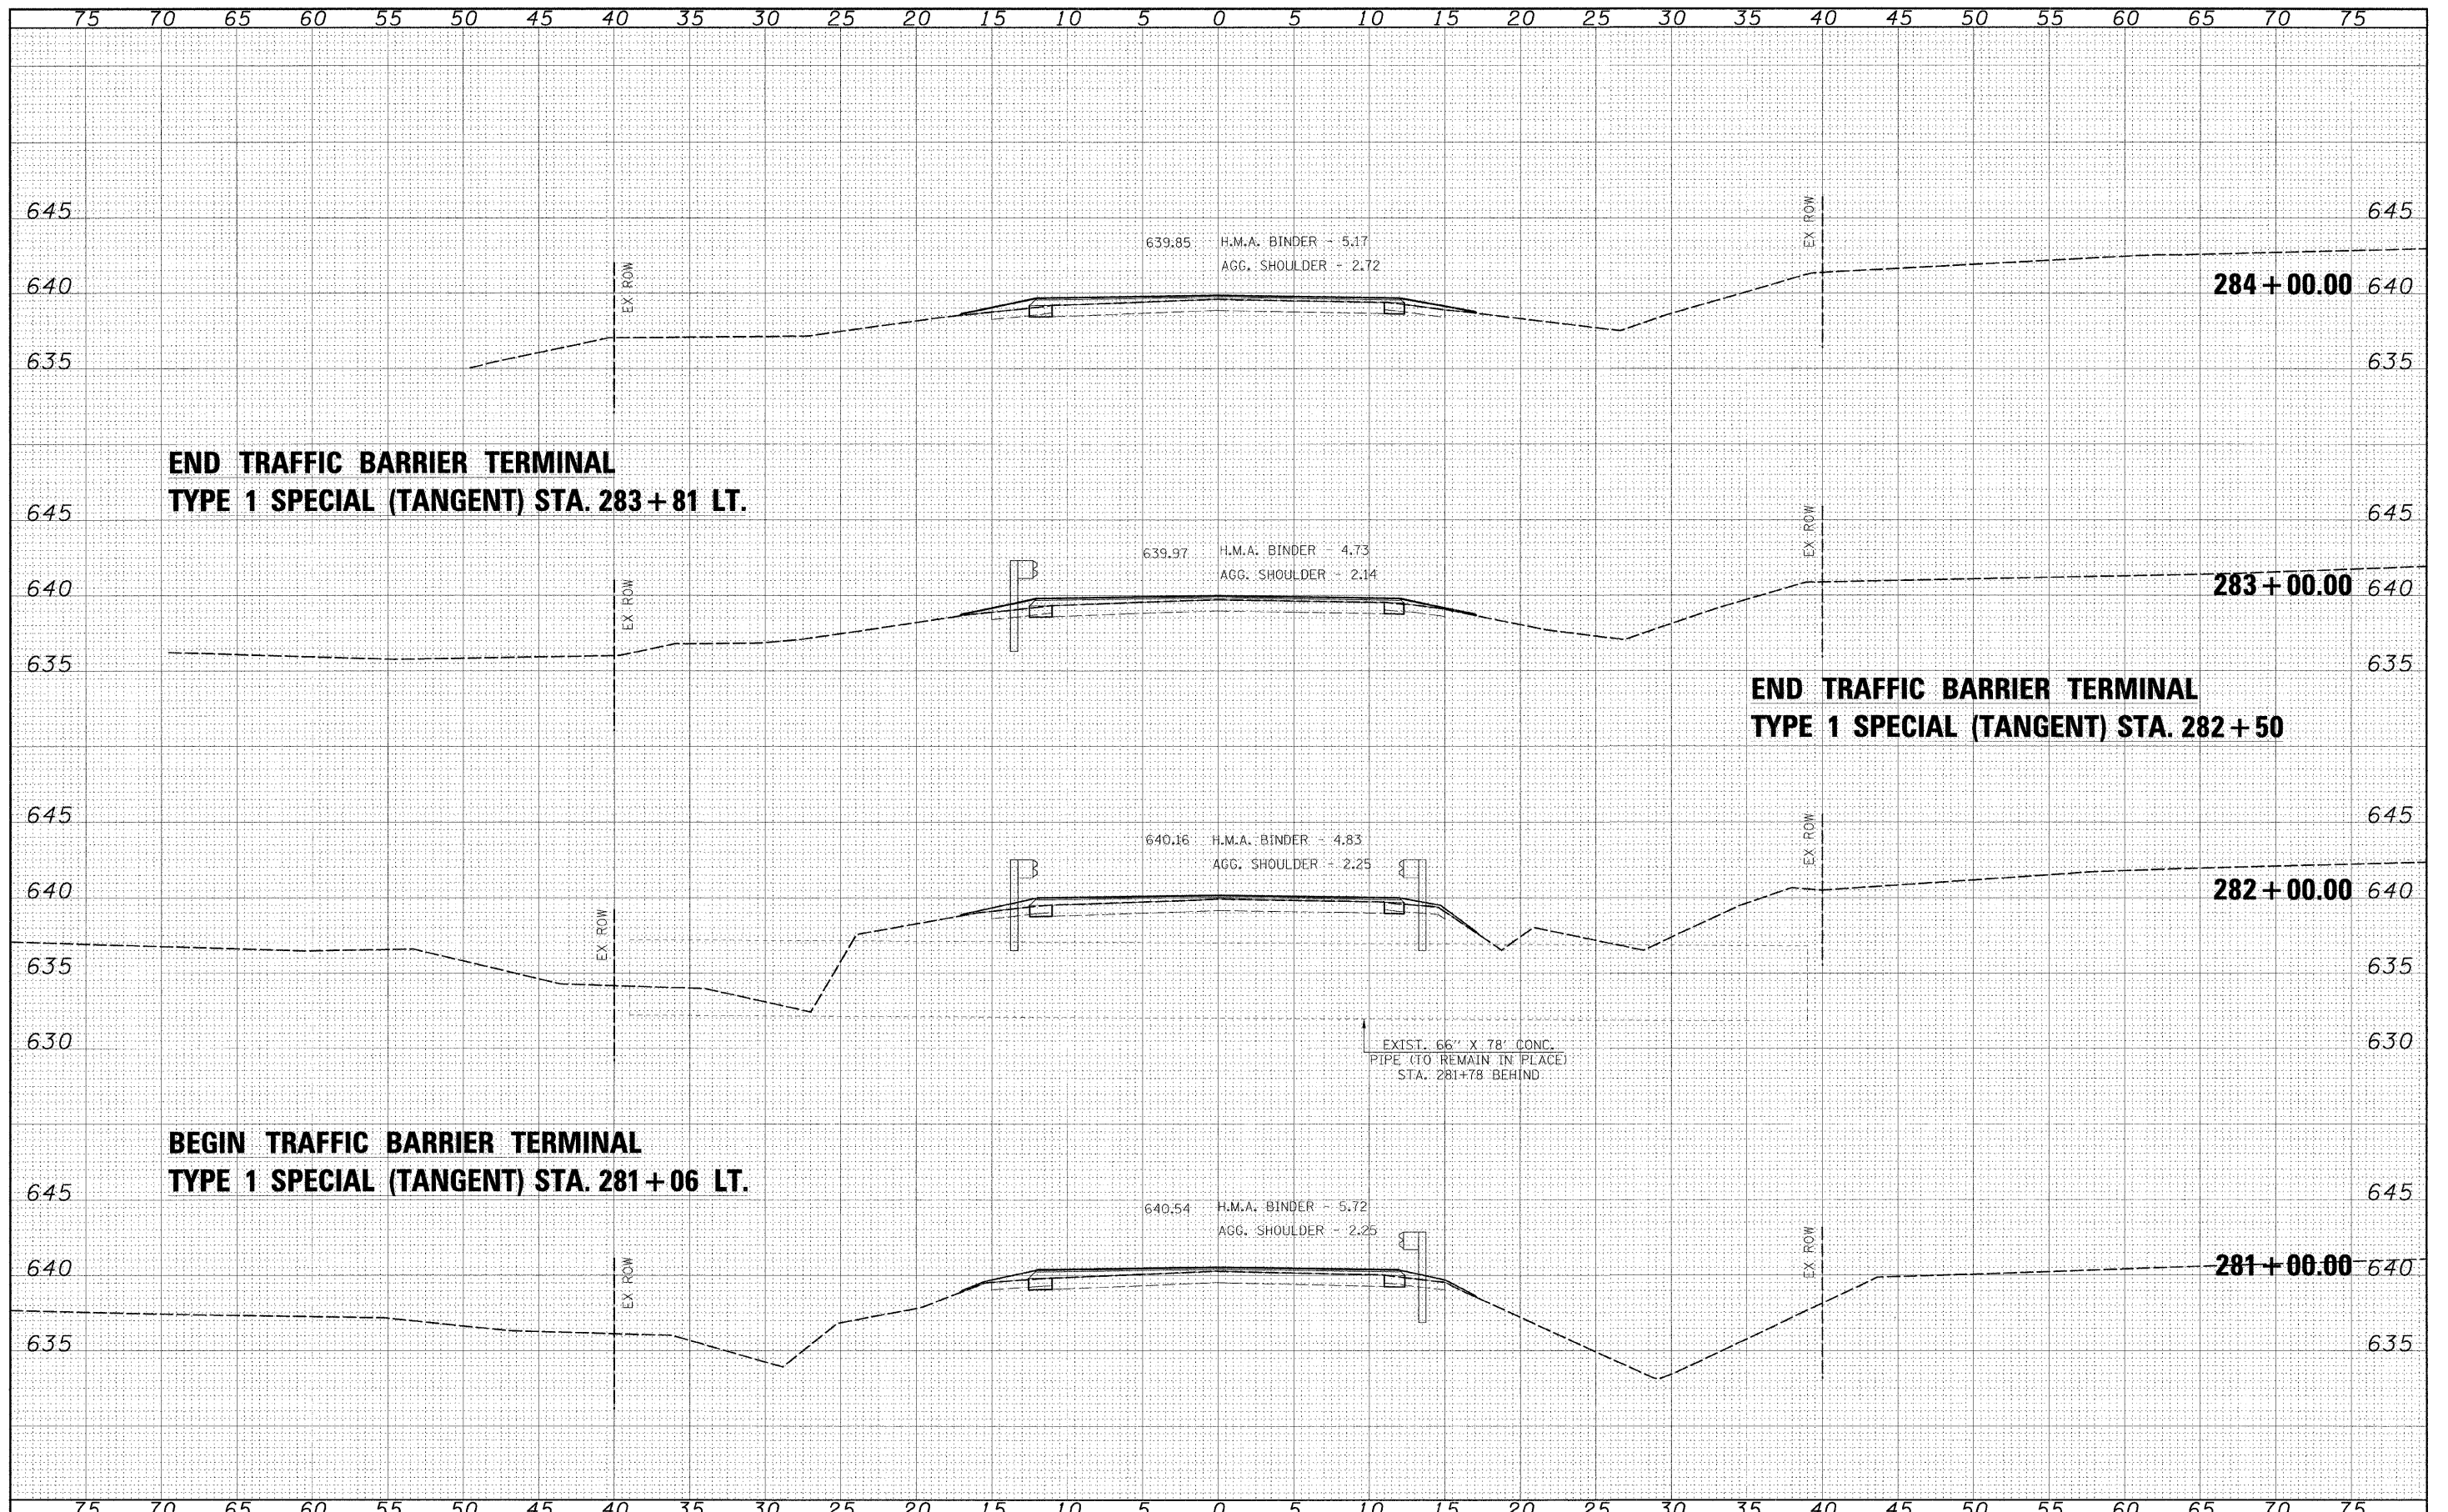 75 70 65 60 55 50 45 40 35 30 25 20 15 10 5 0 5 10 15 20 25 30 35 40 45 50 55 60 65 70 75
645 645
EX ROW
639.85 H.M.A. BINDER - 5.17
AGG. SHOULDER - 2.72
EX ROW
640 284+00.00 640
635 635
END TRAFFIC BARRIER TERMINAL
TYPE 1 SPECIAL (TANGENT) STA. 283+81 LT.
645 645
EX ROW
639.97 H.M.A. BINDER - 4.73
AGG. SHOULDER - 2.14
EX ROW
640 283+00.00 640
635 635
END TRAFFIC BARRIER TERMINAL
TYPE 1 SPECIAL (TANGENT) STA. 282+50
645 645
640.16 H.M.A. BINDER - 4.83
AGG. SHOULDER - 2.25
EX ROW
640 282+00.00 640
EX ROW
635 635
630 630
EXIST. 66" X 78' CONC.
PIPE (TO REMAIN IN PLACE)
STA. 281+78 BEHIND
BEGIN TRAFFIC BARRIER TERMINAL
TYPE 1 SPECIAL (TANGENT) STA. 281+06 LT.
645 645
640.54 H.M.A. BINDER - 5.72
AGG. SHOULDER - 2.25
EX ROW
EX ROW
640 281+00.00 640
635 635
75 70 65 60 55 50 45 40 35 30 25 20 15 10 5 0 5 10 15 20 25 30 35 40 45 50 55 60 65 70 75